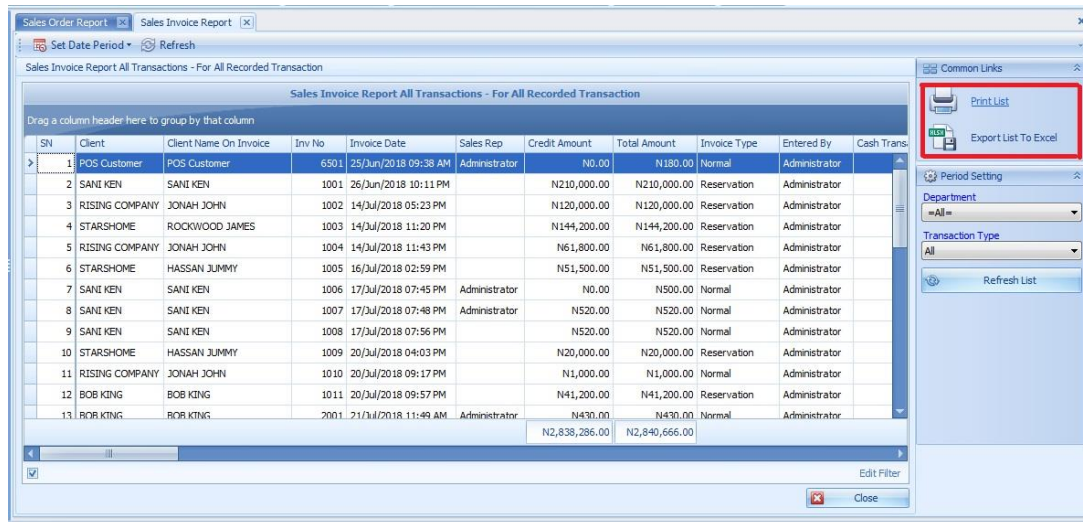 Sales Order Report Sales Invoice Report
Set Date Period Refresh
Sales Invoice Report All Transactions - For All Recorded Transaction
Sales Invoice Report All Transactions - For All Recorded Transaction
Drag a column header here to group by that column
SN Client Client Name On Invoice Inv No Invoice Date Sales Rep Credit Amount Total Amount Invoice Type Entered By Cash Trans
1 POS Customer POS Customer 6501 25/Jun/2018 09:38 AM Administrator N0.00 N180.00 Normal Administrator
2 SANI KEN SANI KEN 1001 26/Jun/2018 10:11 PM N210,000.00 N210,000.00 Reservation Administrator
3 RISING COMPANY JONAH JOHN 1002 14/Jul/2018 05:23 PM N120,000.00 N120,000.00 Reservation Administrator
4 STARSHOME ROCKWOOD JAMES 1003 14/Jul/2018 11:20 PM N144,200.00 N144,200.00 Reservation Administrator
5 RISING COMPANY JONAH JOHN 1004 14/Jul/2018 11:43 PM N61,800.00 N61,800.00 Reservation Administrator
6 STARSHOME HASSAN JUMMY 1005 16/Jul/2018 02:59 PM N51,500.00 N51,500.00 Reservation Administrator
7 SANI KEN SANI KEN 1006 17/Jul/2018 07:45 PM Administrator N0.00 N500.00 Normal Administrator
8 SANI KEN SANI KEN 1007 17/Jul/2018 07:48 PM Administrator N520.00 N520.00 Normal Administrator
9 SANI KEN SANI KEN 1008 17/Jul/2018 07:56 PM N520.00 N520.00 Normal Administrator
10 STARSHOME HASSAN JUMMY 1009 20/Jul/2018 04:03 PM N20,000.00 N20,000.00 Reservation Administrator
11 RISING COMPANY JONAH JOHN 1010 20/Jul/2018 09:17 PM N1,000.00 N1,000.00 Normal Administrator
12 BOB KING BOB KING 1011 20/Jul/2018 09:57 PM N41,200.00 N41,200.00 Reservation Administrator
13 BOB KING BOB KING 2001 21/Jul/2018 11:49 AM Administrator N430.00 N430.00 Normal Administrator
N2,838,286.00 N2,840,666.00
Edit Filter
Close
Common Links
Print List
XLSX
Export List To Excel
Period Setting
Department
=All=
Transaction Type
All
Refresh List